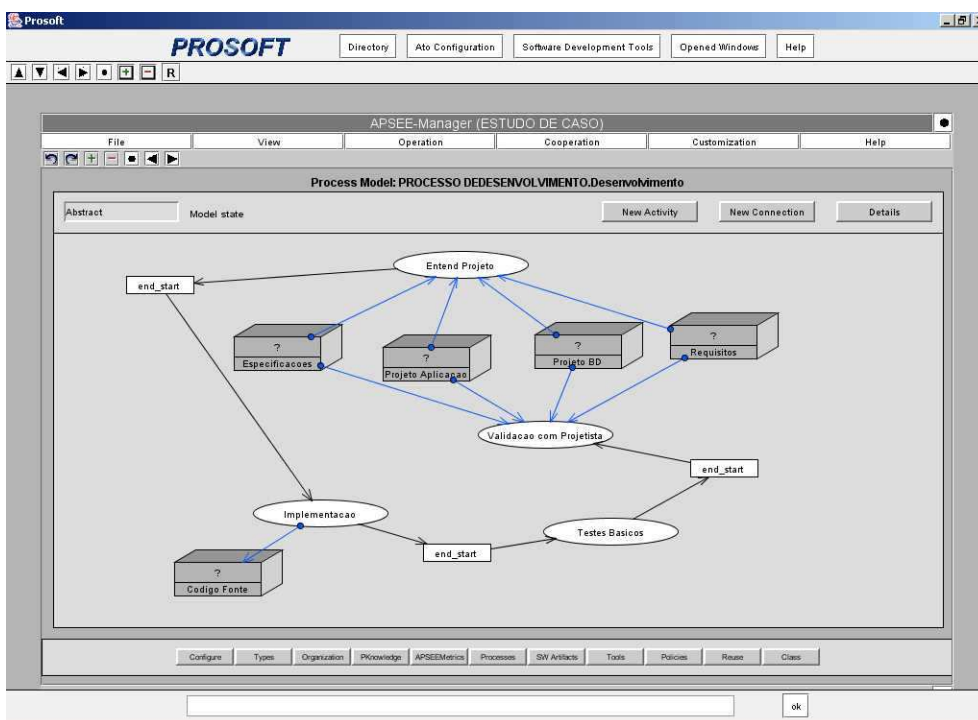 Prosoft
PROSOFT
Directory
Ato Configuration
Software Development Tools
Opened Windows
Help
R
APSEE-Manager (ESTUDO DE CASO)
File
View
Operation
Cooperation
Customization
Help
Process Model: PROCESSO DEDESENVOLVIMENTO.Desenvolvimento
Abstract
Model state
New Activity
New Connection
Details
Entend Projeto
end_start
?
Especificacoes
?
Projeto Aplicacao
?
Projeto BD
?
Requisitos
Validacao com Projetista
end_start
Implementacao
Testes Basicos
end_start
?
Codigo Fonte
Configure
Types
Organization
PKnowledge
APSEEMetrics
Processes
SW Artifacts
Tools
Policies
Reuse
Class
ok